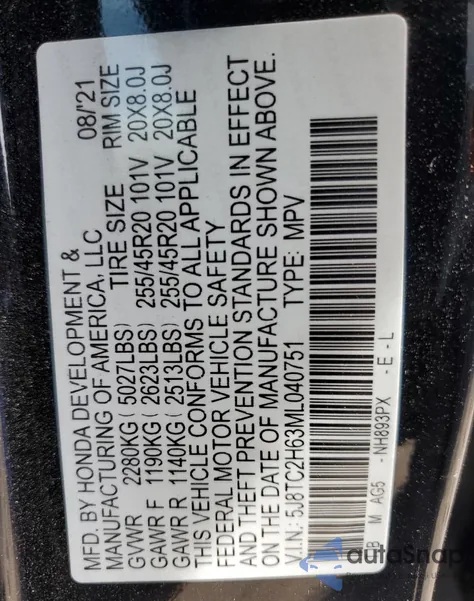 MFD. BY HONDA DEVELOPMENT & 08/'21
MANUFACTURING OF AMERICA, LLC
TIRE SIZE RIM SIZE
GVWR 2280KG ( 5027LBS)
GAWR F 1190KG ( 2623LBS) 255/45R20 101V 20X8.0J
GAWR R 1140KG ( 2513LBS) 255/45R20 101V 20X8.0J
THIS VEHICLE CONFORMS TO ALL APPLICABLE
FEDERAL MOTOR VEHICLE SAFETY
AND THEFT PREVENTION STANDARDS IN EFFECT
ON THE DATE OF MANUFACTURE SHOWN ABOVE.
V.I.N.: 5J8TC2H63ML040751 TYPE: MPV
B M AG5 - NH893PX - E - L
autoSnap